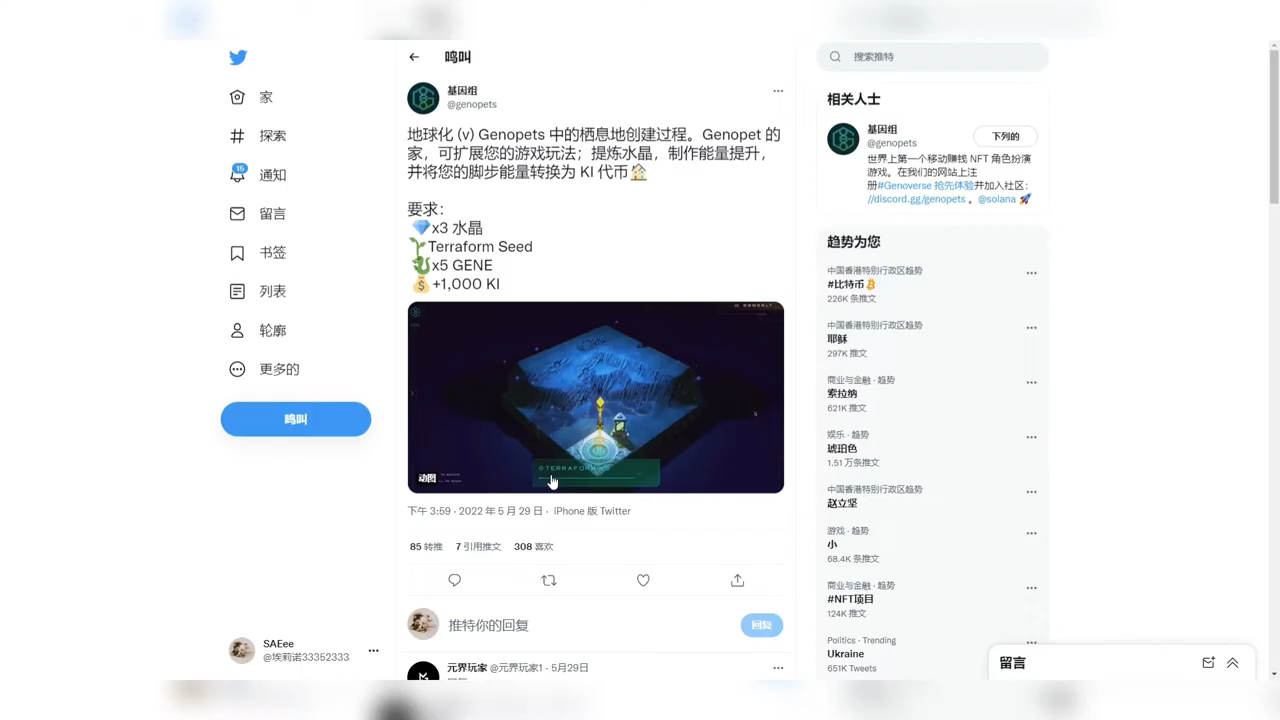 家
探索
15
通知
留言
书签
列表
轮廓
更多的
鸣叫
SAEee
@埃莉诺33352333
鸣叫
基因组
@genopets
地球化 (v) Genopets 中的栖息地创建过程。Genopet 的
家，可扩展您的游戏玩法；提炼水晶，制作能量提升，
并将您的脚步能量转换为 KI 代币🏠
要求：
💎x3 水晶
🌱Terraform Seed
🐉x5 GENE
💰+1,000 KI
动图
下午 3:59 · 2022 年 5 月 29 日 · iPhone 版 Twitter
85 转推 7 引用推文 308 喜欢
推特你的回复
回复
元界玩家 @元界玩家1 · 5月29日
搜索推特
相关人士
基因组
@genopets
下列的
世界上第一个移动赚钱 NFT 角色扮演
游戏。在我们的网站上注
册#Genoverse 抢先体验并加入社区：
//discord.gg/genopets 。@solana 🚀
趋势为您
中国香港特别行政区趋势
#比特币
226K 条推文
中国香港特别行政区趋势
耶稣
297K 推文
商业与金融 · 趋势
索拉纳
621K 推文
娱乐 · 趋势
琥珀色
1.51 万条推文
中国香港特别行政区趋势
赵立坚
游戏 · 趋势
小
68.4K 条推文
商业与金融 · 趋势
#NFT项目
124K 推文
Politics · Trending
Ukraine
651K Tweets
留言